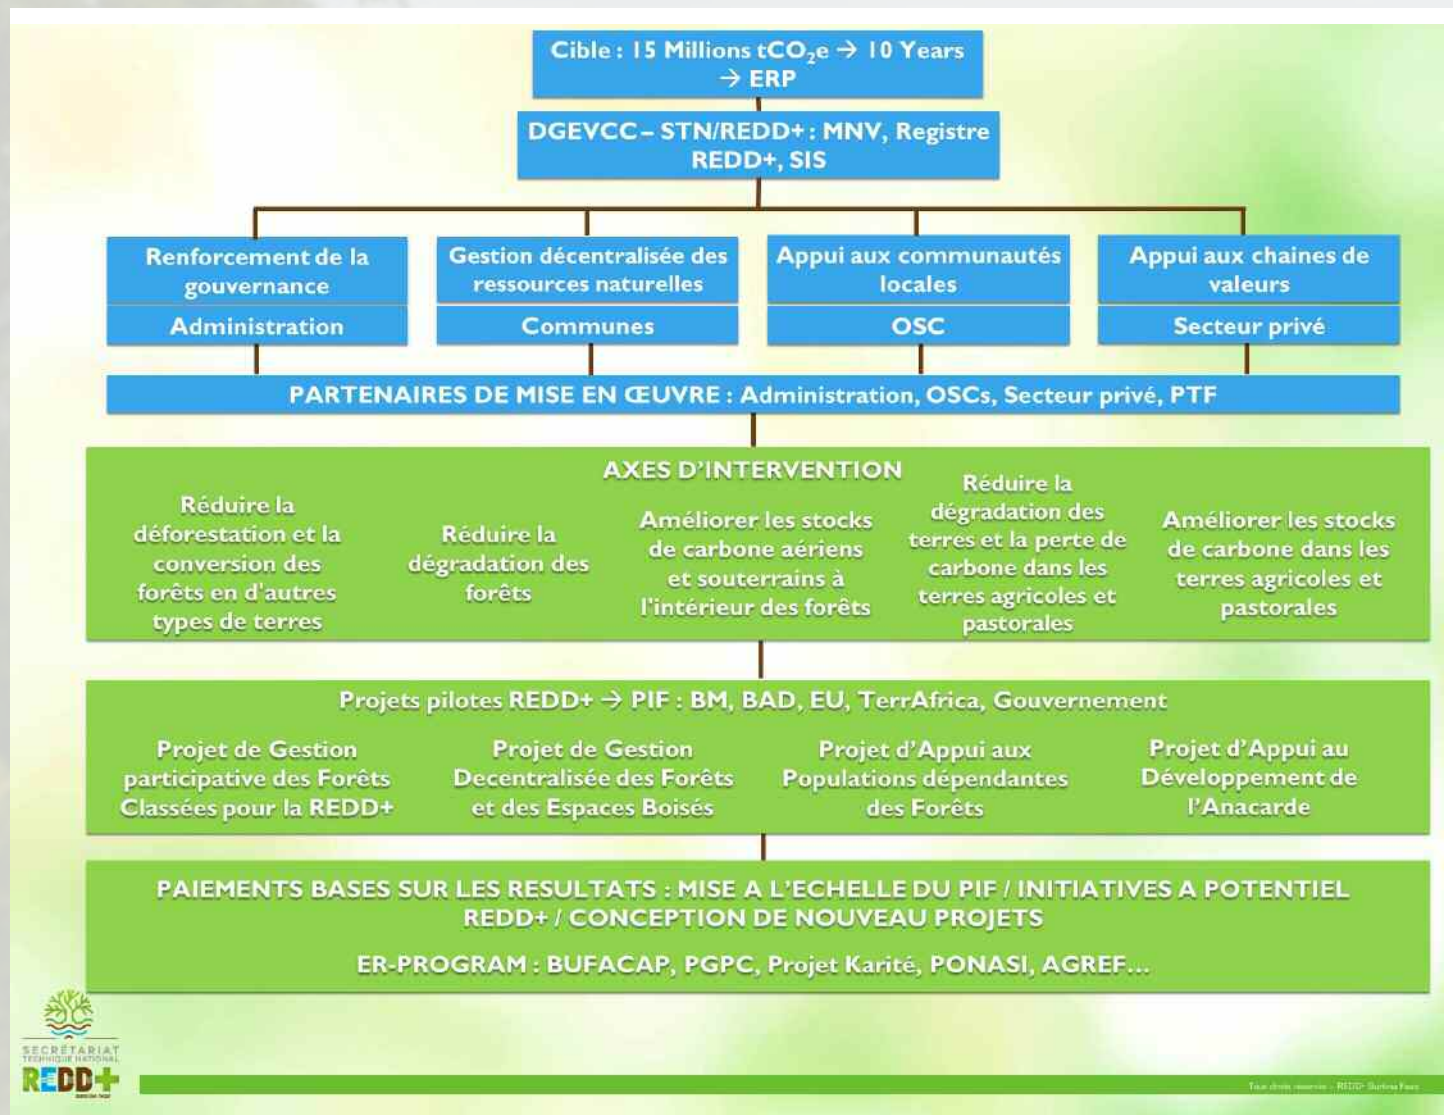 Cible : 15 Millions tCO₂e → 10 Years
→ ERP
DGEVCC – STN/REDD+ : MNV, Registre
REDD+, SIS
Renforcement de la
gouvernance
Administration
Gestion décentralisée des
ressources naturelles
Communes
Appui aux communautés
locales
OSC
Appui aux chaines de
valeurs
Secteur privé
PARTENAIRES DE MISE EN ŒUVRE : Administration, OSCs, Secteur privé, PTF
AXES D'INTERVENTION
Réduire la
déforestation et la
conversion des
forêts en d'autres
types de terres
Réduire la
dégradation des
forêts
Améliorer les stocks
de carbone aériens
et souterrains à
l'intérieur des forêts
Réduire la
dégradation des
terres et la perte de
carbone dans les
terres agricoles et
pastorales
Améliorer les stocks
de carbone dans les
terres agricoles et
pastorales
Projets pilotes REDD+ → PIF : BM, BAD, EU, TerrAfrica, Gouvernement
Projet de Gestion
participative des Forêts
Classées pour la REDD+
Projet de Gestion
Decentralisée des Forêts
et des Espaces Boisés
Projet d'Appui aux
Populations dépendantes
des Forêts
Projet d'Appui au
Développement de
l'Anacarde
PAIEMENTS BASES SUR LES RESULTATS : MISE A L'ECHELLE DU PIF / INITIATIVES A POTENTIEL
REDD+ / CONCEPTION DE NOUVEAU PROJETS
ER-PROGRAM : BUFACAP, PGPC, Projet Karité, PONASI, AGREF...
SECRÉTARIAT
TECHNIQUE NATIONAL
REDD+
BURKINA FASO
Tous droits reservés – REDD+ Burkina Faso